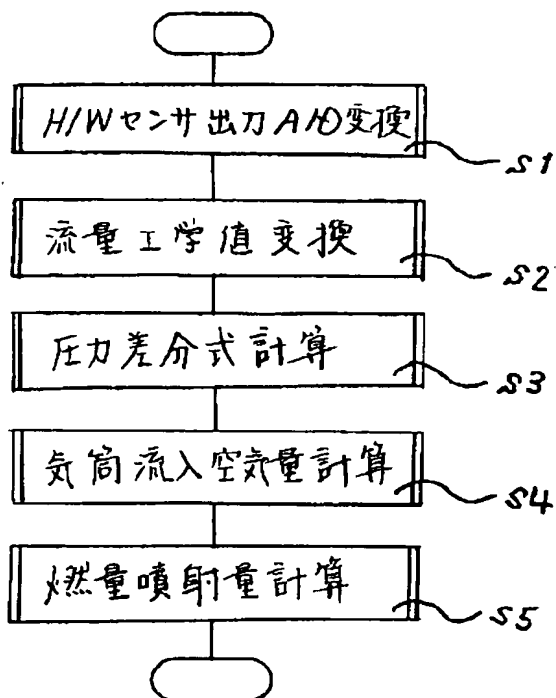 H/Wセンサ出力A/D変換
S1
流量工学値変換
S2
圧力差分式計算
S3
気筒流入空気量計算
S4
燃量噴射量計算
S5